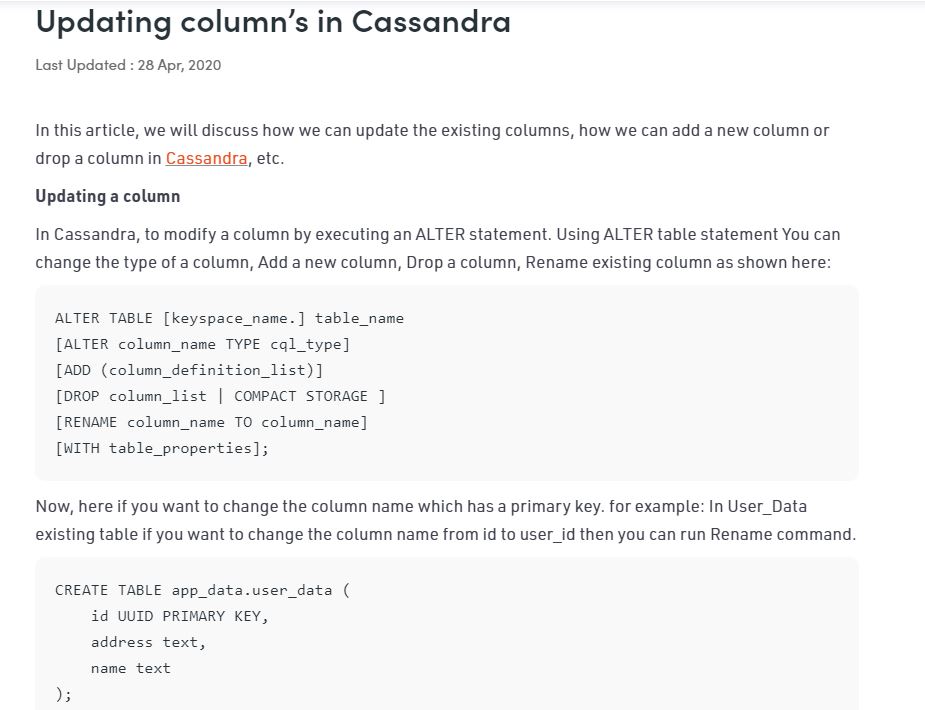 Updating column’s in Cassandra
Last Updated : 28 Apr, 2020
In this article, we will discuss how we can update the existing columns, how we can add a new column or
drop a column in Cassandra, etc.
Updating a column
In Cassandra, to modify a column by executing an ALTER statement. Using ALTER table statement You can
change the type of a column, Add a new column, Drop a column, Rename existing column as shown here:
ALTER TABLE [keyspace_name.] table_name
[ALTER column_name TYPE cql_type]
[ADD (column_definition_list)]
[DROP column_list | COMPACT STORAGE ]
[RENAME column_name TO column_name]
[WITH table_properties];
Now, here if you want to change the column name which has a primary key. for example: In User_Data
existing table if you want to change the column name from id to user_id then you can run Rename command.
CREATE TABLE app_data.user_data (
    id UUID PRIMARY KEY,
    address text,
    name text
);